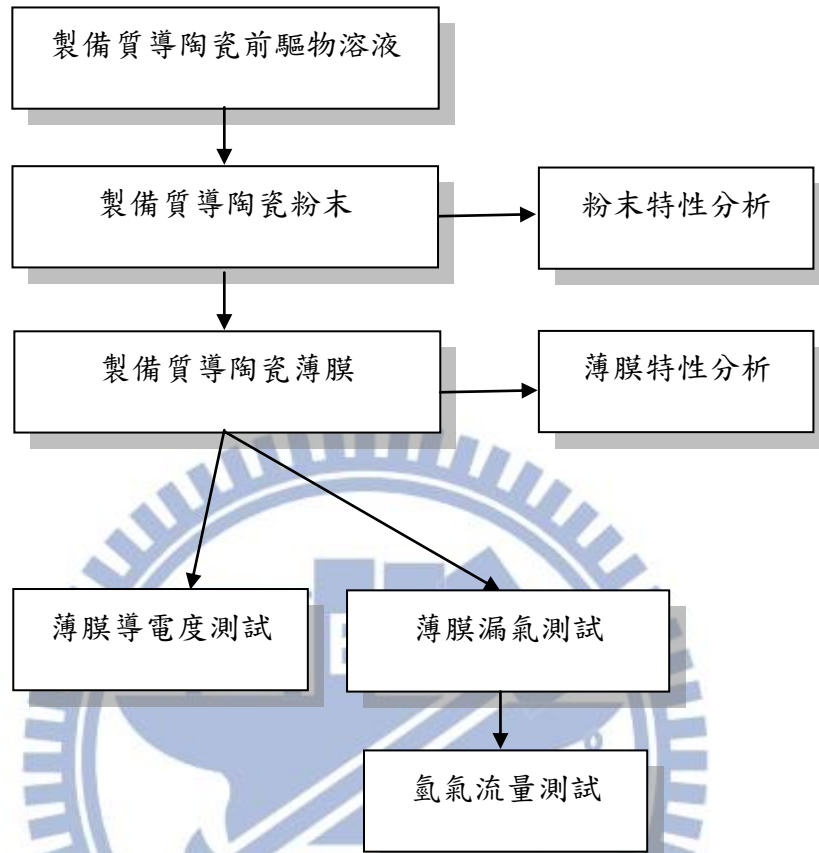 製備質導陶瓷前驅物溶液
製備質導陶瓷粉末
粉末特性分析
製備質導陶瓷薄膜
薄膜特性分析
薄膜導電度測試
薄膜漏氣測試
氫氣流量測試